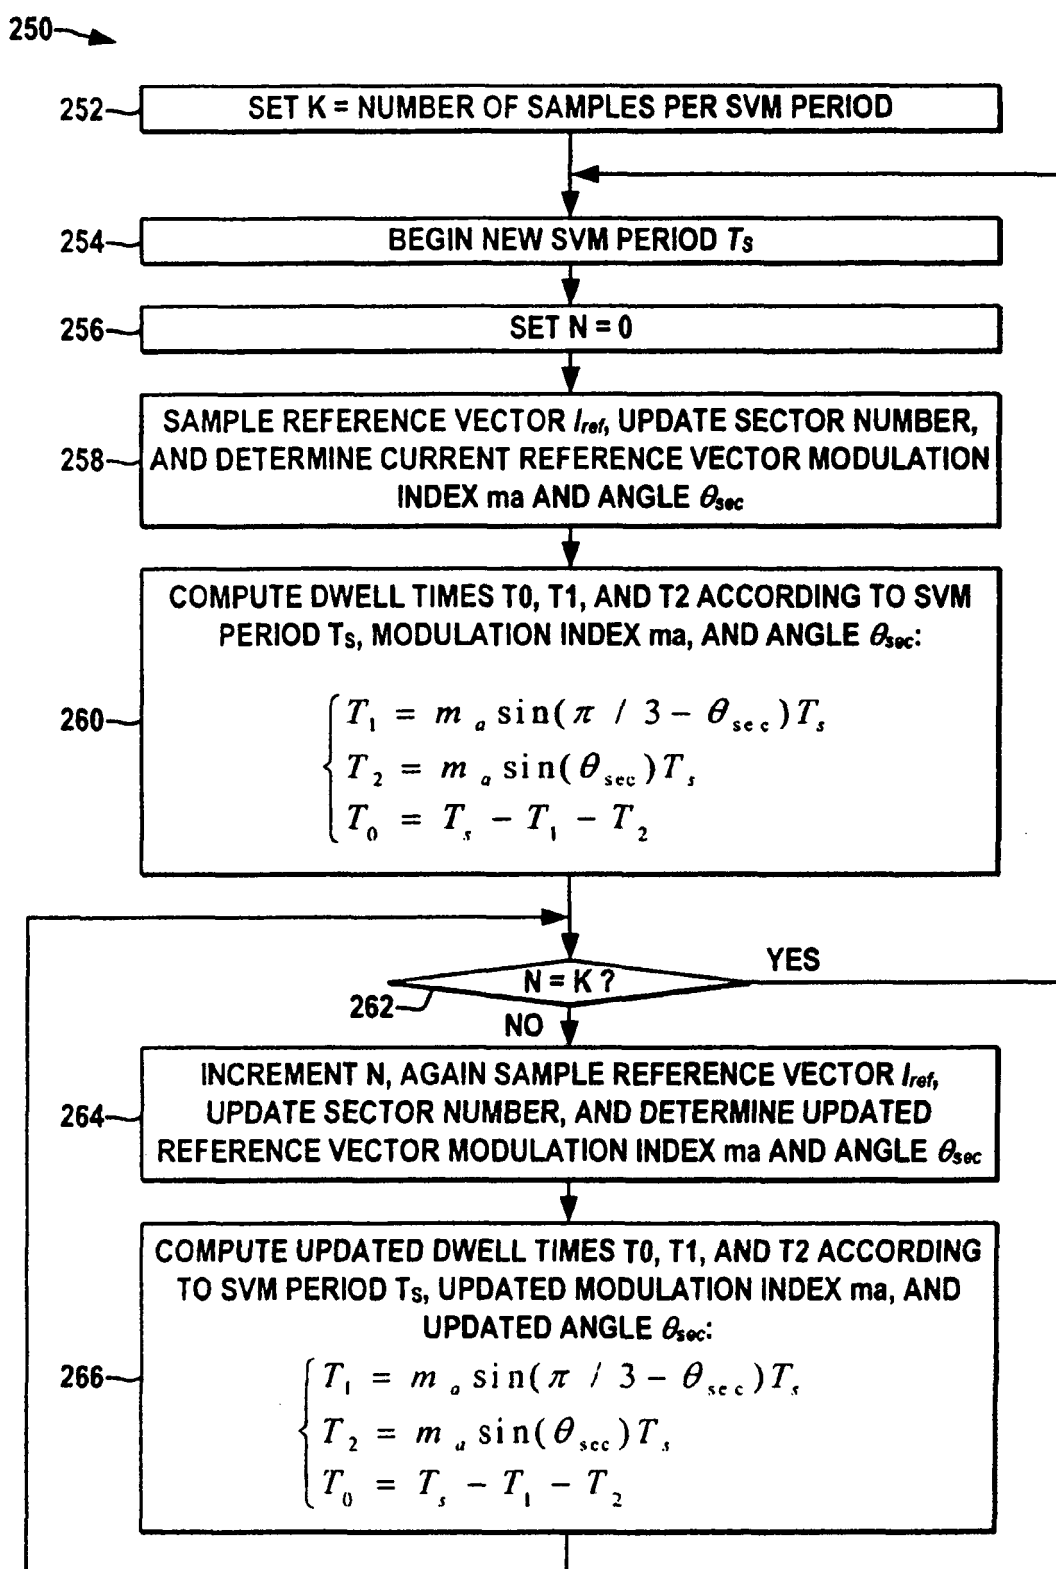 250
252
SET K = NUMBER OF SAMPLES PER SVM PERIOD
254
BEGIN NEW SVM PERIOD Ts
256
SET N = 0
258
SAMPLE REFERENCE VECTOR Iref, UPDATE SECTOR NUMBER,
AND DETERMINE CURRENT REFERENCE VECTOR MODULATION
INDEX ma AND ANGLE θsec
260
COMPUTE DWELL TIMES T0, T1, AND T2 ACCORDING TO SVM
PERIOD Ts, MODULATION INDEX ma, AND ANGLE θsec:
T1 = ma sin(π / 3 − θsec)Ts
T2 = ma sin(θsec)Ts
T0 = Ts − T1 − T2
262
N = K ?
YES
NO
264
INCREMENT N, AGAIN SAMPLE REFERENCE VECTOR Iref,
UPDATE SECTOR NUMBER, AND DETERMINE UPDATED
REFERENCE VECTOR MODULATION INDEX ma AND ANGLE θsec
266
COMPUTE UPDATED DWELL TIMES T0, T1, AND T2 ACCORDING
TO SVM PERIOD Ts, UPDATED MODULATION INDEX ma, AND
UPDATED ANGLE θsec:
T1 = ma sin(π / 3 − θsec)Ts
T2 = ma sin(θsec)Ts
T0 = Ts − T1 − T2